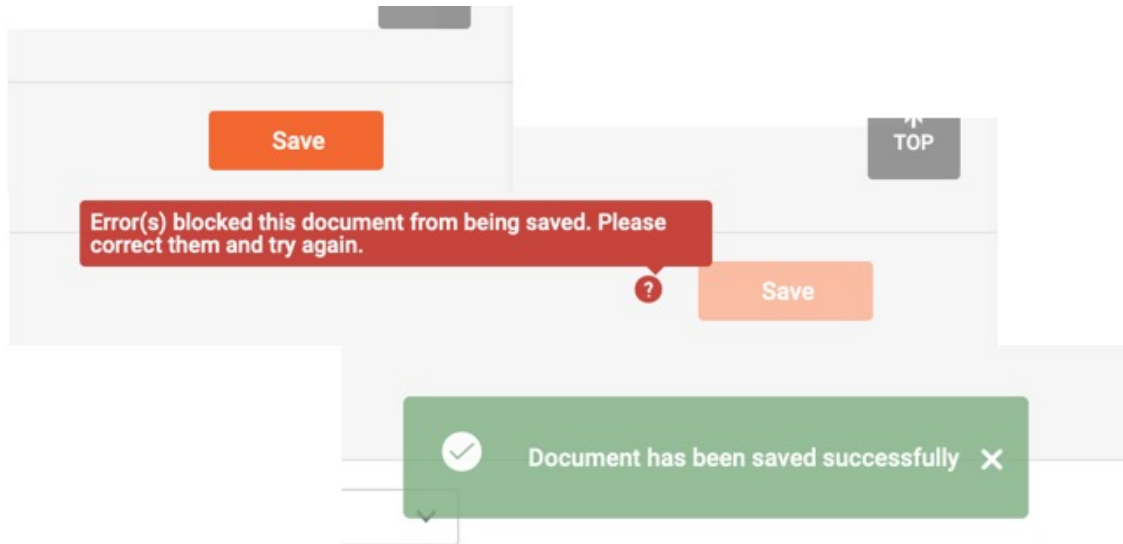 Save
TOP
Error(s) blocked this document from being saved. Please
correct them and try again.
?
Save
Document has been saved successfully